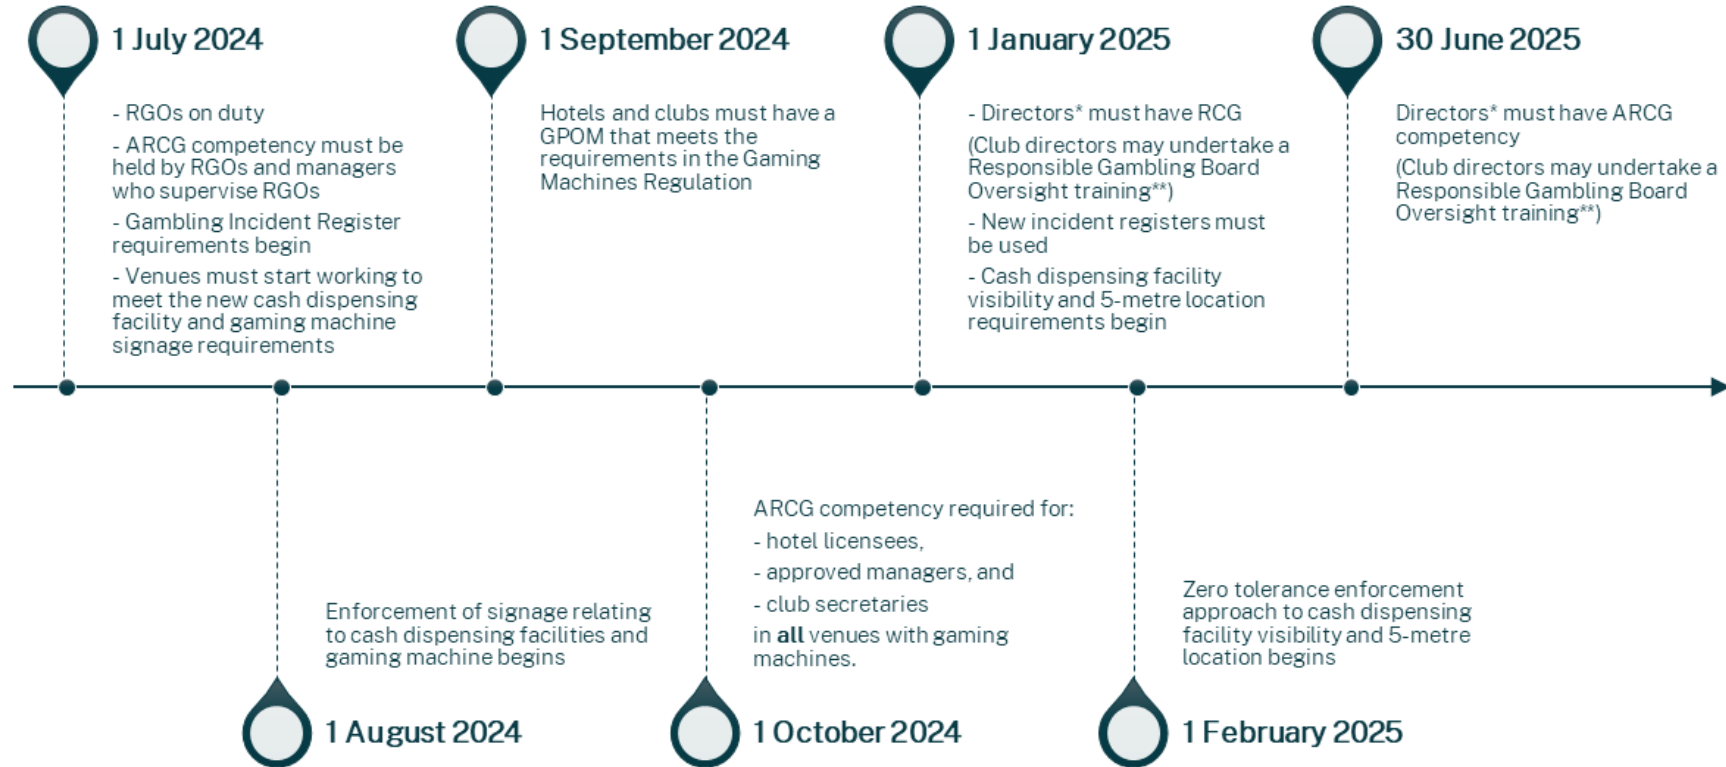 1 July 2024
- RGOs on duty
- ARCG competency must be
held by RGOs and managers
who supervise RGOs
- Gambling Incident Register
requirements begin
- Venues must start working to
meet the new cash dispensing
facility and gaming machine
signage requirements
1 September 2024
Hotels and clubs must have a
GPOM that meets the
requirements in the Gaming
Machines Regulation
1 January 2025
- Directors* must have RCG
(Club directors may undertake a
Responsible Gambling Board
Oversight training**)
- New incident registers must
be used
- Cash dispensing facility
visibility and 5-metre location
requirements begin
30 June 2025
Directors* must have ARCG
competency
(Club directors may undertake a
Responsible Gambling Board
Oversight training**)
Enforcement of signage relating
to cash dispensing facilities and
gaming machine begins
1 August 2024
ARCG competency required for:
- hotel licensees,
- approved managers, and
- club secretaries
in all venues with gaming
machines.
1 October 2024
Zero tolerance enforcement
approach to cash dispensing
facility visibility and 5-metre
location begins
1 February 2025